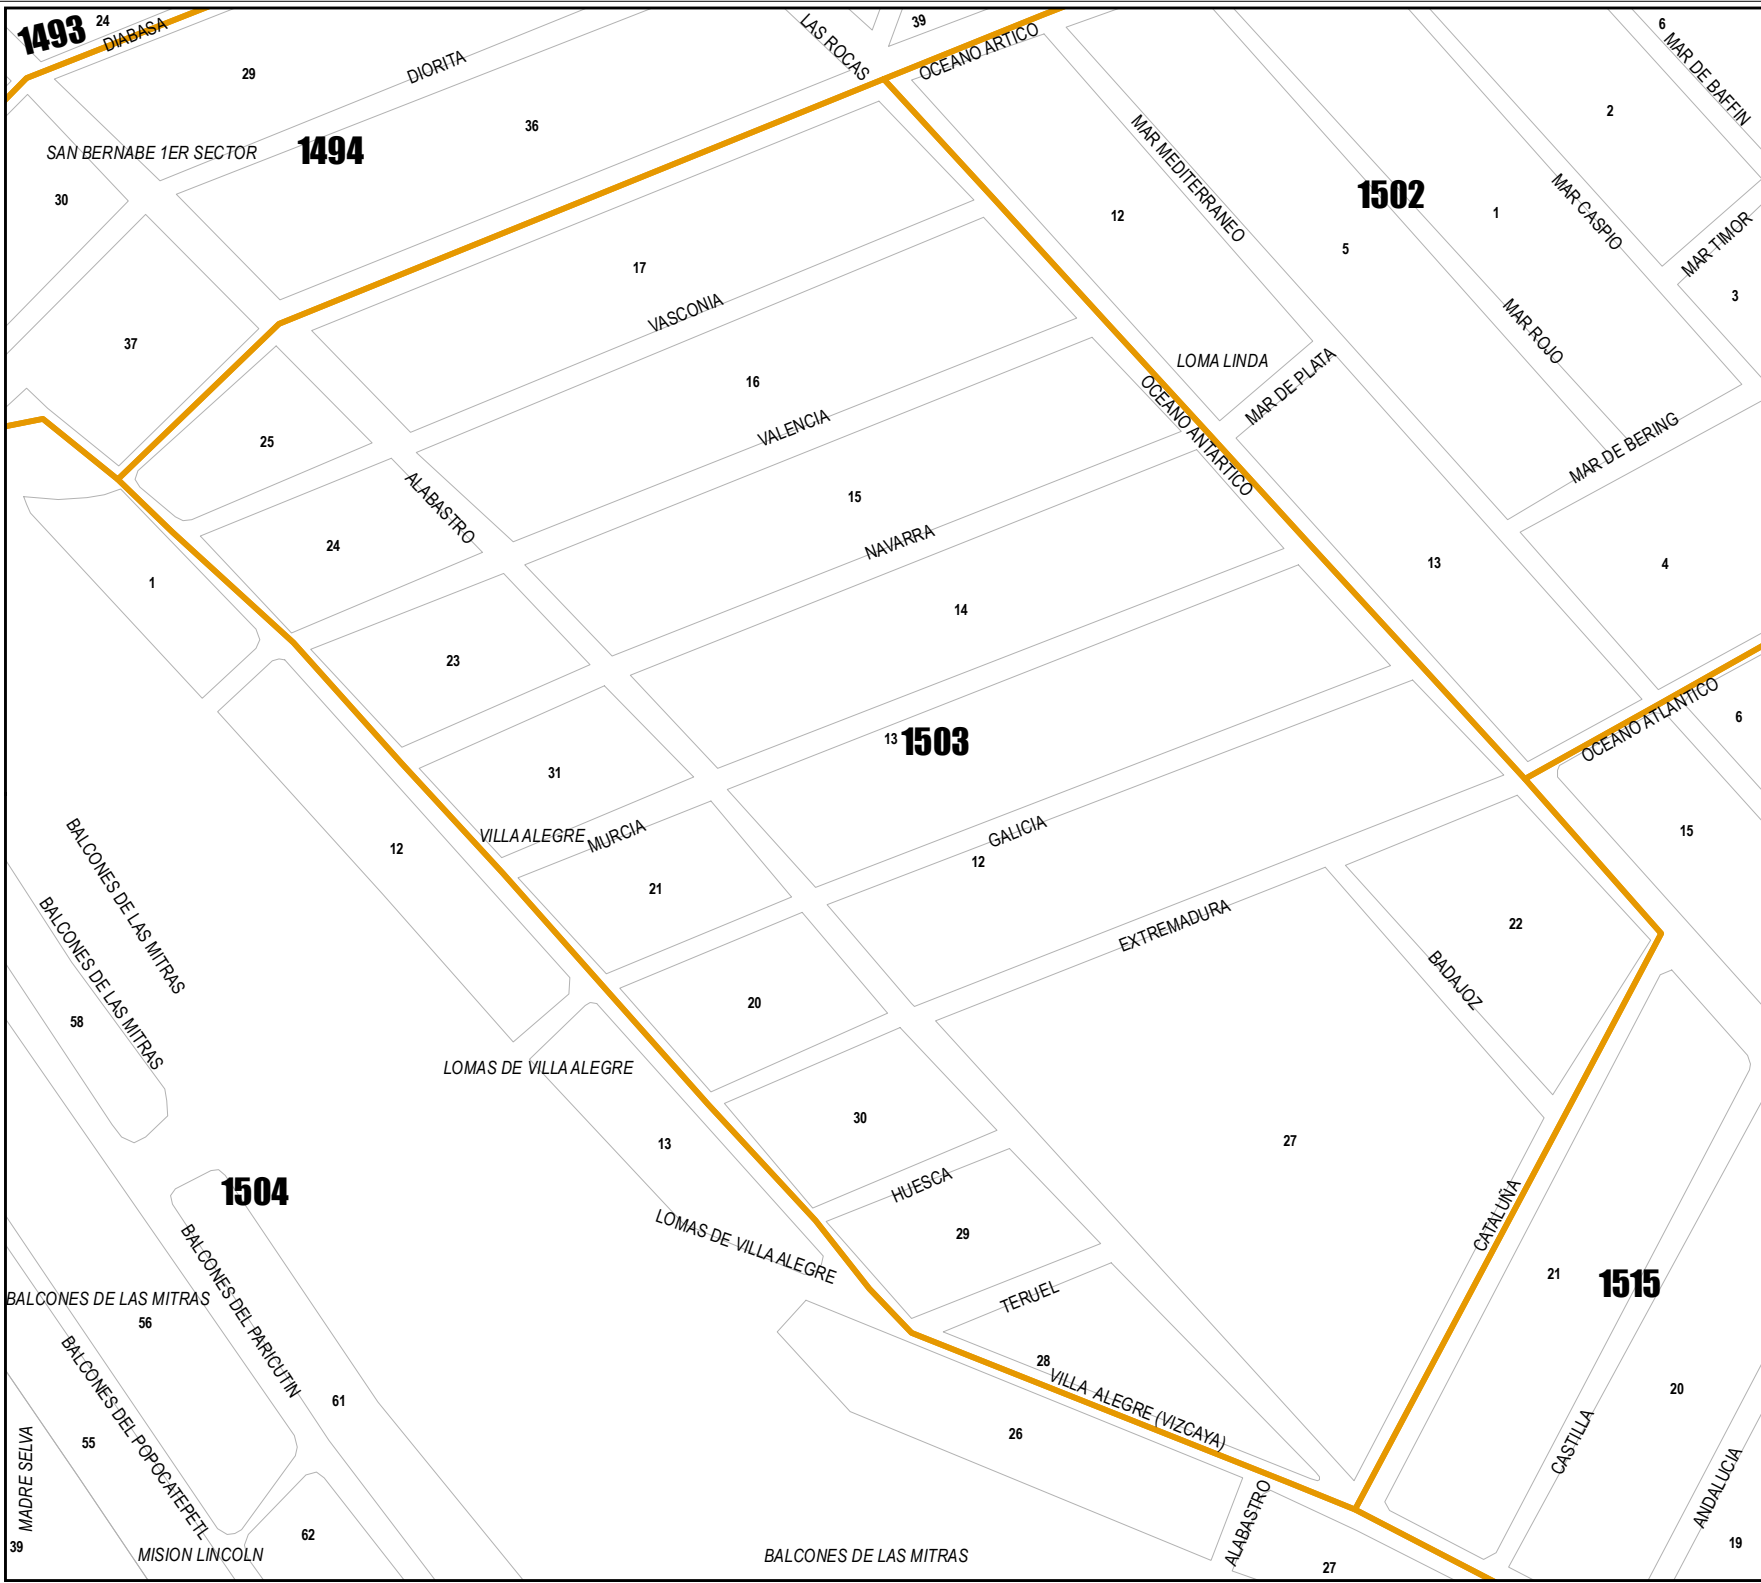 1493
24
DIABASA
29
DIORITA
LAS ROCAS
39
OCEANO ARTICO
6
MAR DE BAFFIN
36
2
SAN BERNABE 1ER SECTOR
1494
MAR MEDITERRANEO
30
12
1502
1
MAR CASPIO
5
MAR TIMOR
17
3
37
VASCONIA
MAR ROJO
LOMA LINDA
MAR DE PLATA
16
25
VALENCIA
OCEANO ANTARTICO
MAR DE BERING
ALABASTRO
15
24
NAVARRA
13
4
1
14
23
OCEANO ATLANTICO
6
13
1503
31
VILLA ALEGRE
MURCIA
GALICIA
15
12
12
BALCONES DE LAS MITRAS
21
EXTREMADURA
22
BALCONES DE LAS MITRAS
BADAJOZ
20
58
LOMAS DE VILLA ALEGRE
30
13
27
1504
HUESCA
CATALUÑA
29
LOMAS DE VILLA ALEGRE
21
1515
BALCONES DEL PARICUTIN
BALCONES DE LAS MITRAS
56
TERUEL
28
VILLA ALEGRE (VIZCAYA)
BALCONES DEL POPOCATEPETL
61
20
26
55
CASTILLA
MADRE SELVA
ANDALUCIA
ALABASTRO
62
39
MISION LINCOLN
BALCONES DE LAS MITRAS
27
19